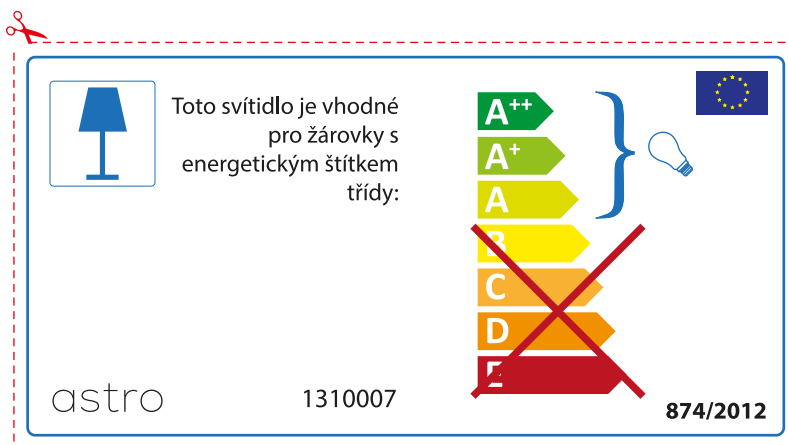 Toto svítidlo je vhodné
pro žárovky s
energetickým štítkem
třídy:
A++
A+
A
B
C
D
E
astro
1310007
874/2012